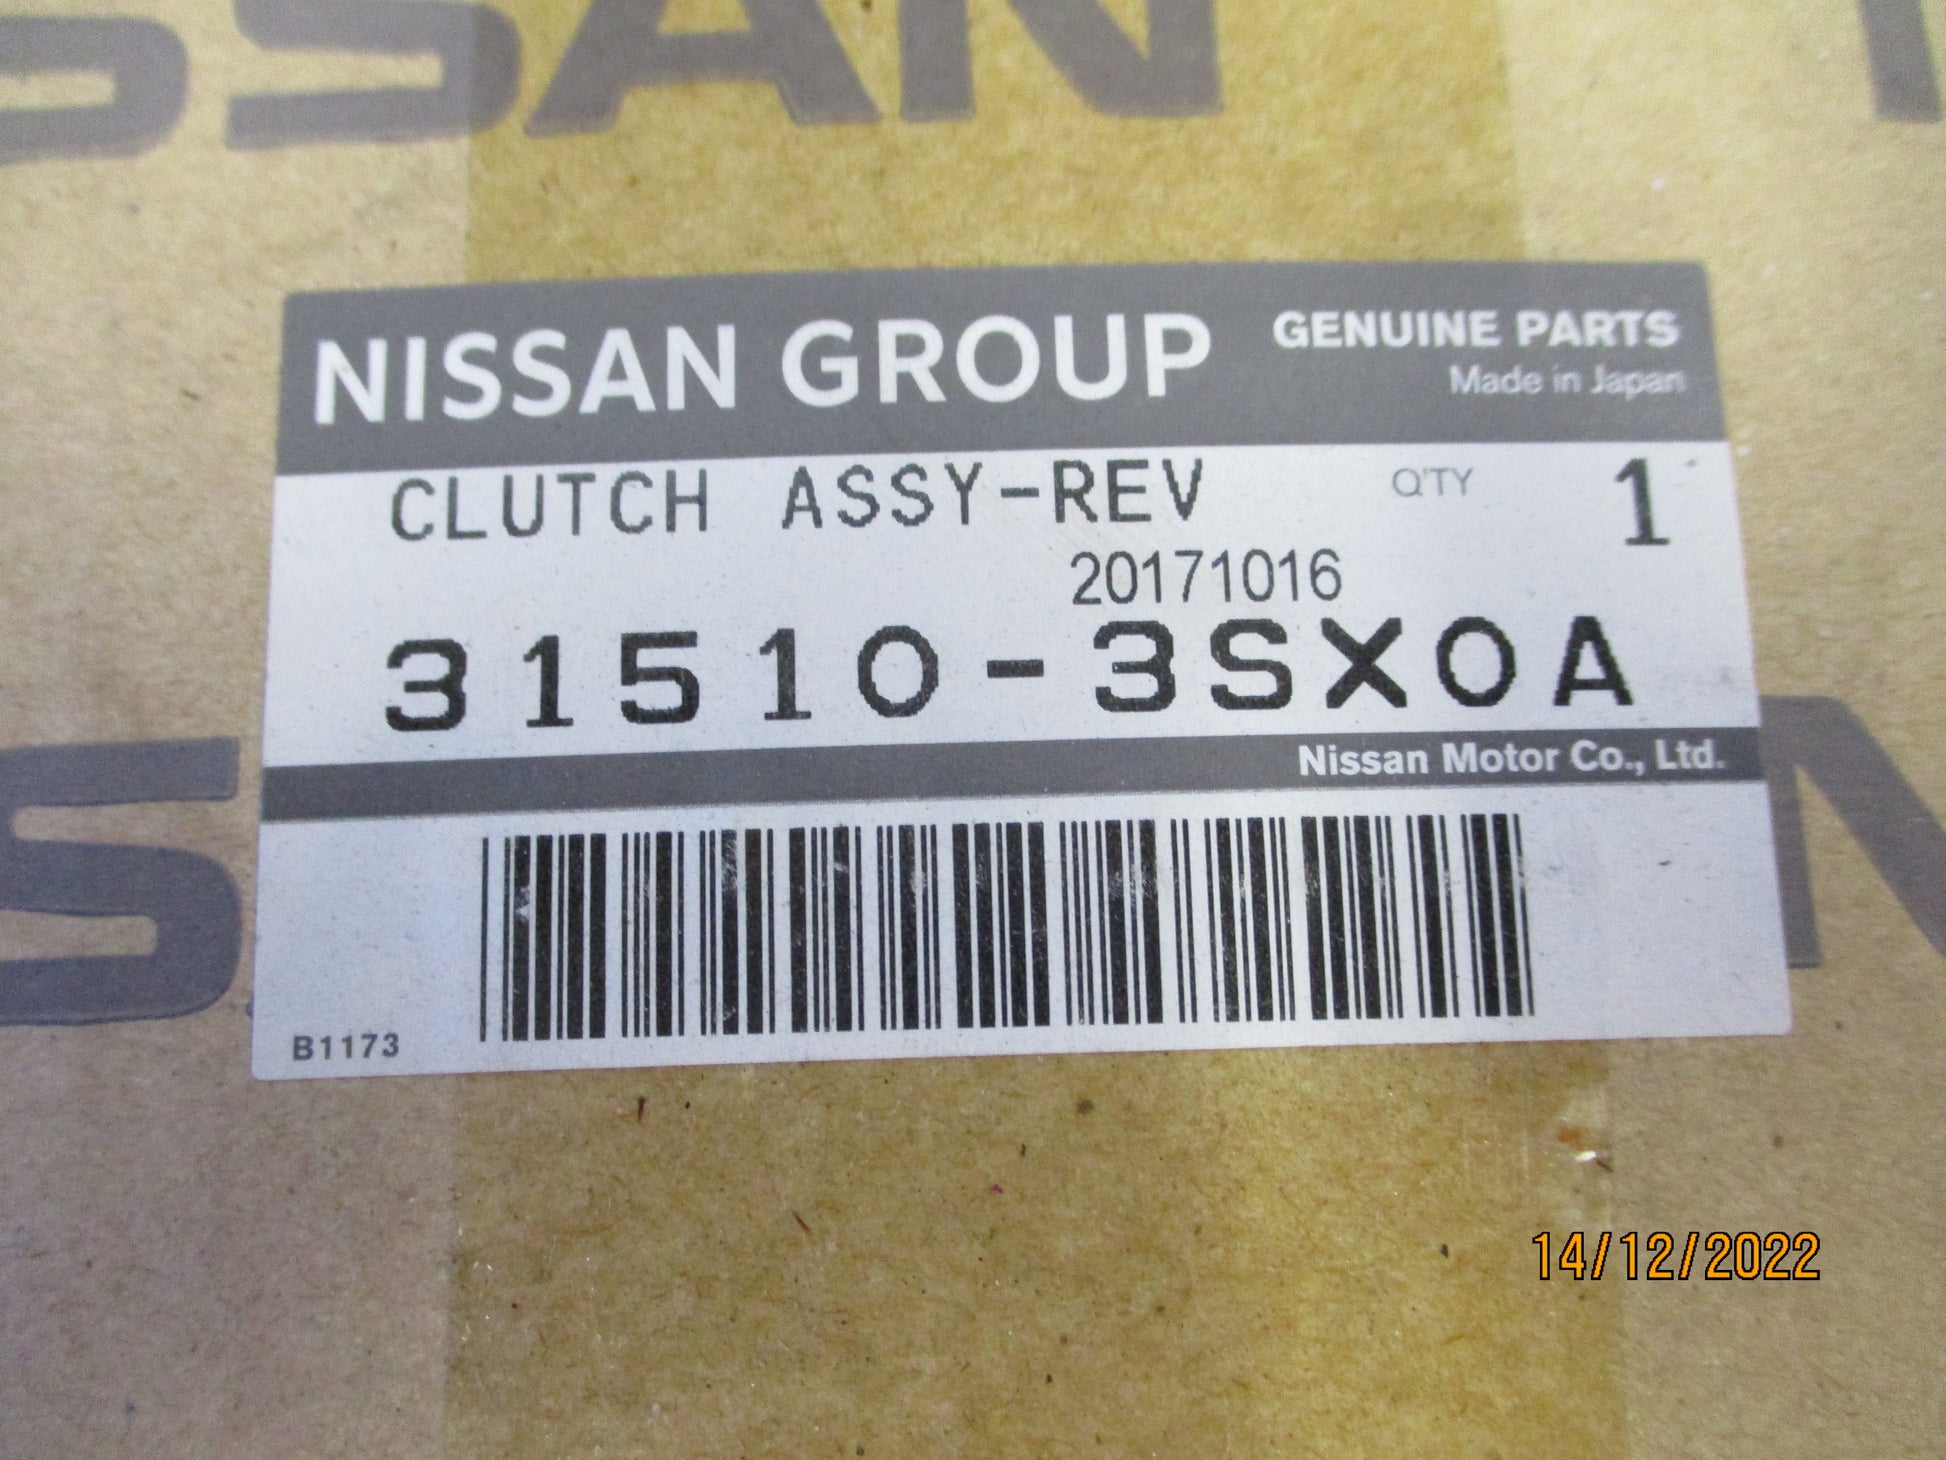 NISSAN
NISSAN GROUP
GENUINE PARTS
Made in Japan
CLUTCH ASSY-REV
Q'TY 1
20171016
31510-3SX0A
Nissan Motor Co., Ltd.
B1173
14/12/2022